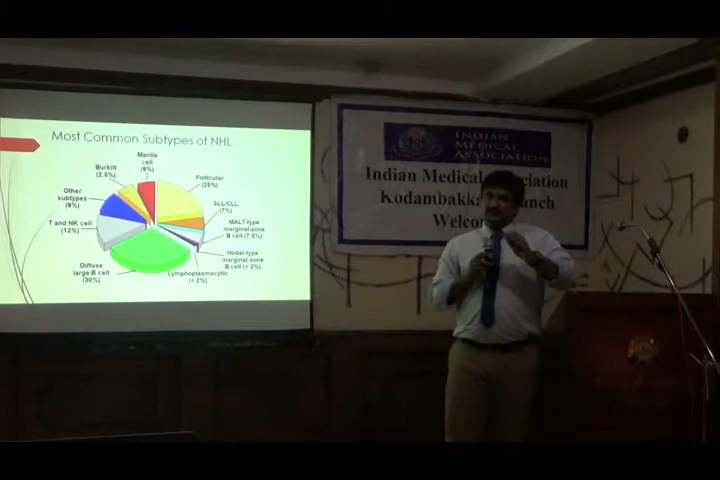 Most Common Subtypes of NHL
Mantle
cell
(6%)
Burkitt
(2.5%)
Follicular
(25%)
Other
subtypes
(9%)
SLL/CLL
(7%)
T and NK cell
(12%)
MALT-type
marginal-zone
B cell (7.5%)
Nodal-type
marginal-zone
B cell (< 2%)
Diffuse
large B cell
(30%)
Lymphoplasmacytic
(< 2%)
INDIAN
MEDICAL
ASSOCIATION
Indian Medical
Welco